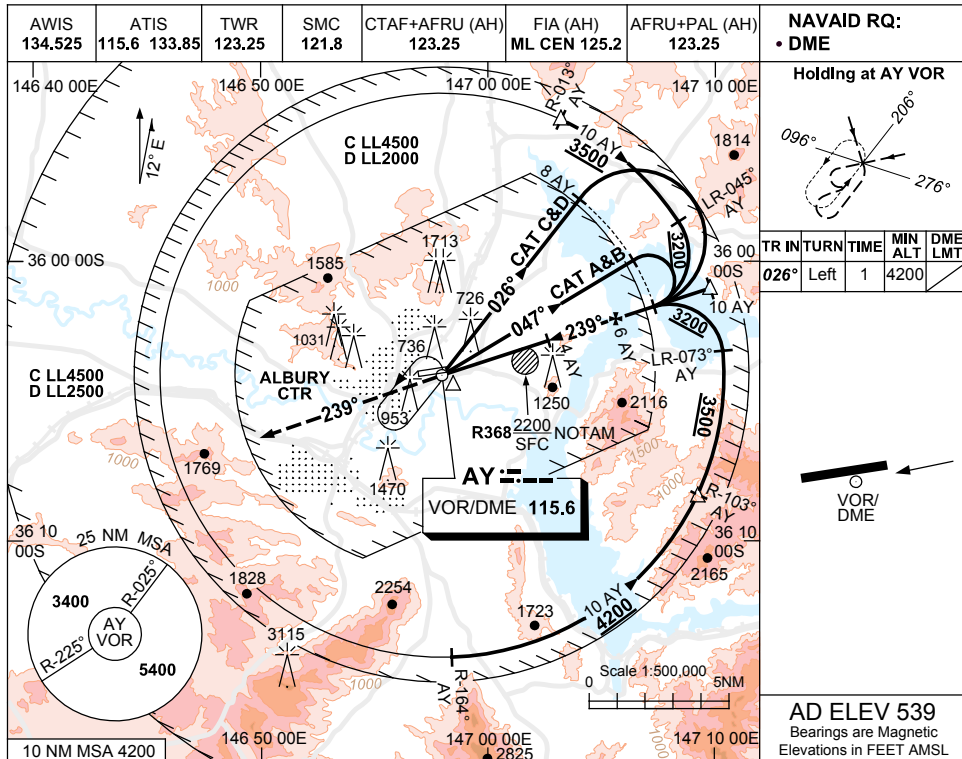 AWIS
134.525
ATIS
115.6 133.85
TWR
123.25
SMC
121.8
CTAF+AFRU (AH)
123.25
FIA (AH)
ML CEN 125.2
AFRU+PAL (AH)
123.25
NAVAID RQ:
• DME
146 40 00E
146 50 00E
147 00 00E
147 10 00E
Holding at AY VOR
206°
096°
276°
TR IN TURN TIME MIN ALT DME LMT
026° Left 1 4200
12° E
C LL4500
D LL2000
R-013°
AY
10 AY
3500
1814
8 AY
LR-045°
AY
CAT C&D
026°
3200
36 00 00S
36 00
00S
1000
1585
1713
726
047° CAT A&B
10 AY
239°
6 AY
3200
1031
736
4 AY
LR-073°
AY
C LL4500
D LL2500
ALBURY
CTR
239°
953
1250
2116
R368 2200
SFC NOTAM
3500
1500
1000
1769
1000
1470
AY
VOR/DME 115.6
R-103°
AY
VOR/
DME
36 10
00S
36 10
00S
25 NM MSA
R-025°
3400
AY
VOR
R-225°
5400
1828
2254
2165
1723
10 AY
4200
3115
1000
R-164°
AY
Scale 1:500,000
0 5NM
10 NM MSA 4200
146 50 00E
147 00 00E
147 10 00E
2825
AD ELEV 539
Bearings are Magnetic
Elevations in FEET AMSL